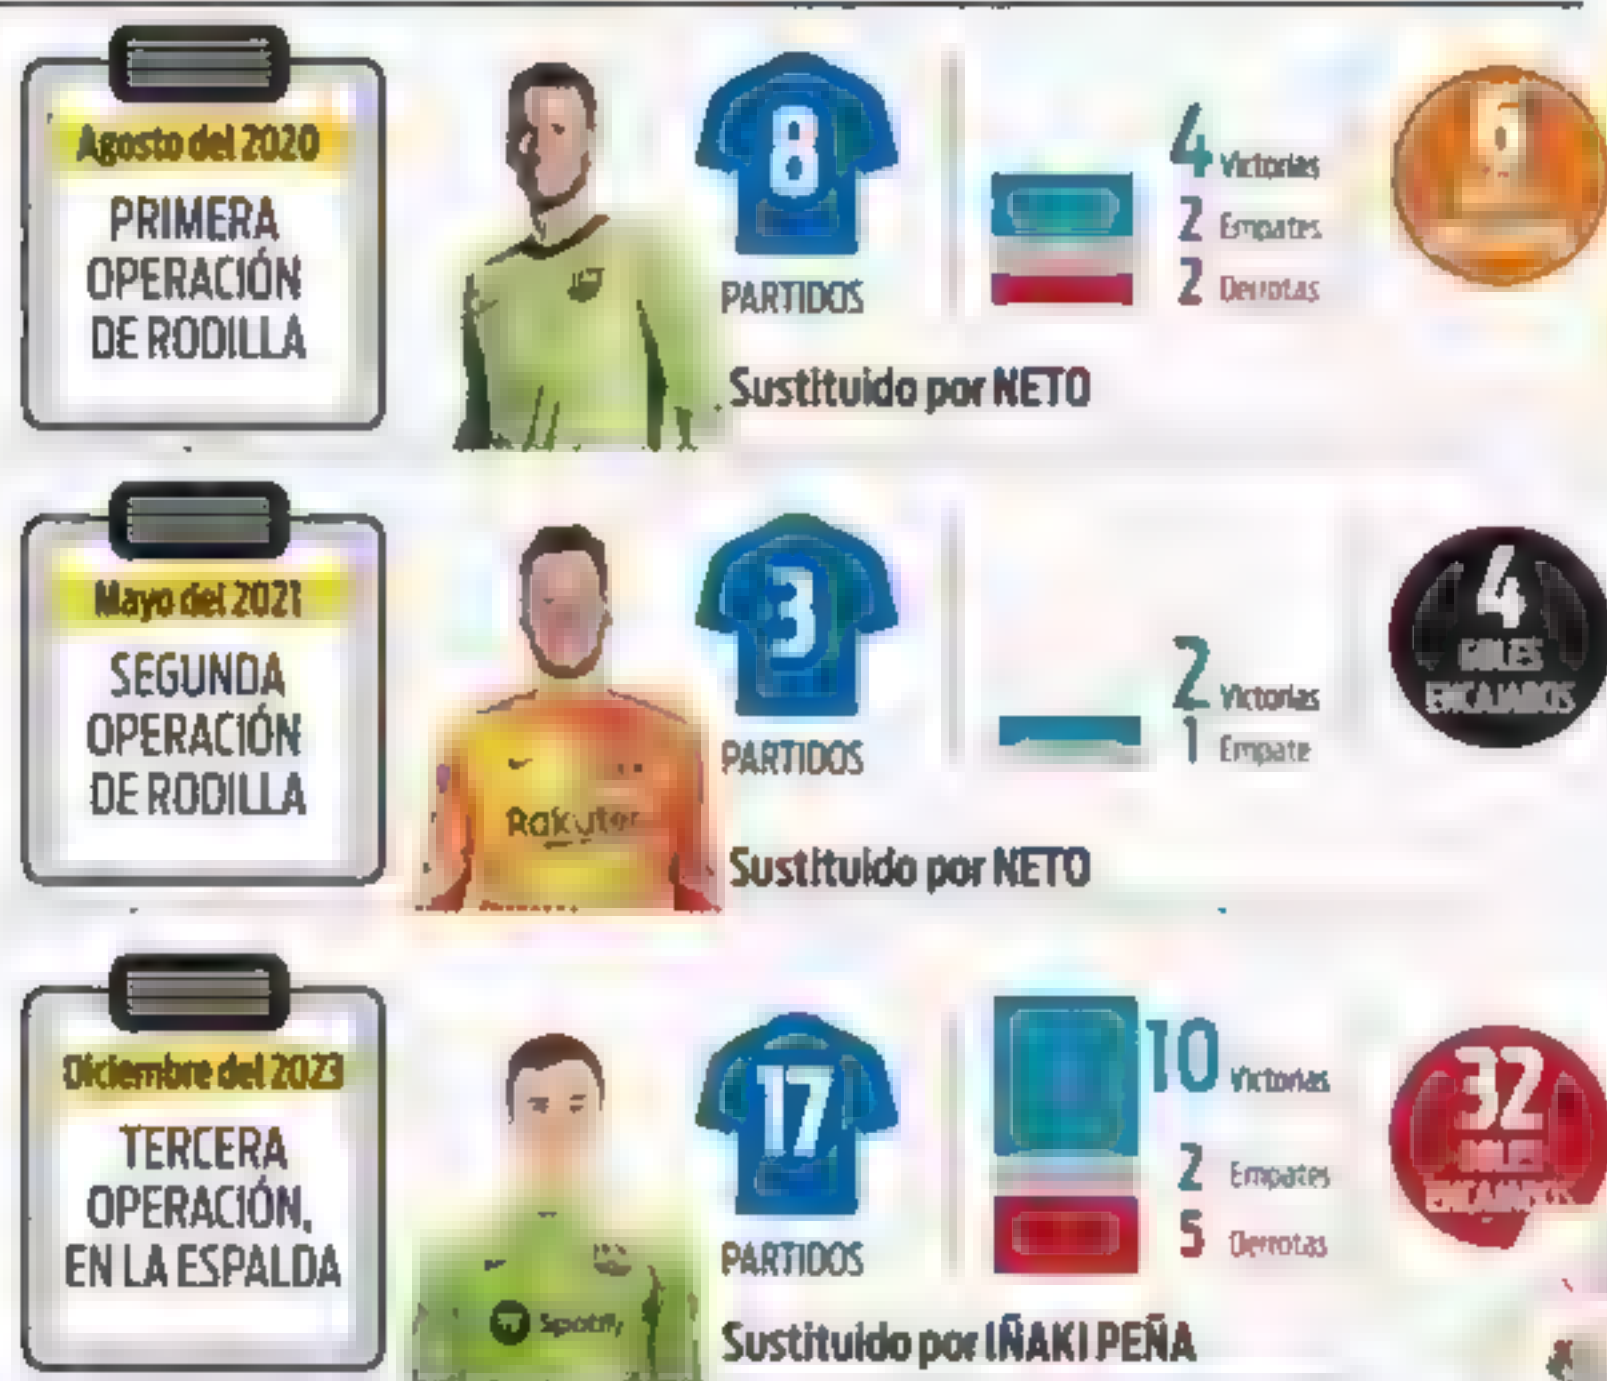 Agosto del 2020
PRIMERA
OPERACIÓN
DE RODILLA
8
PARTIDOS
4 Victorias
2 Empates
2 Derrotas
6
Sustituido por NETO
Mayo del 2021
SEGUNDA
OPERACIÓN
DE RODILLA
Rakuten
3
PARTIDOS
2 Victorias
1 Empate
4
GOLES
ENCAJADOS
Sustituido por NETO
Diciembre del 2023
TERCERA
OPERACIÓN,
EN LA ESPALDA
Spotify
17
PARTIDOS
10 Victorias
2 Empates
5 Derrotas
32
GOLES
ENCAJADOS
Sustituido por IÑAKI PEÑA